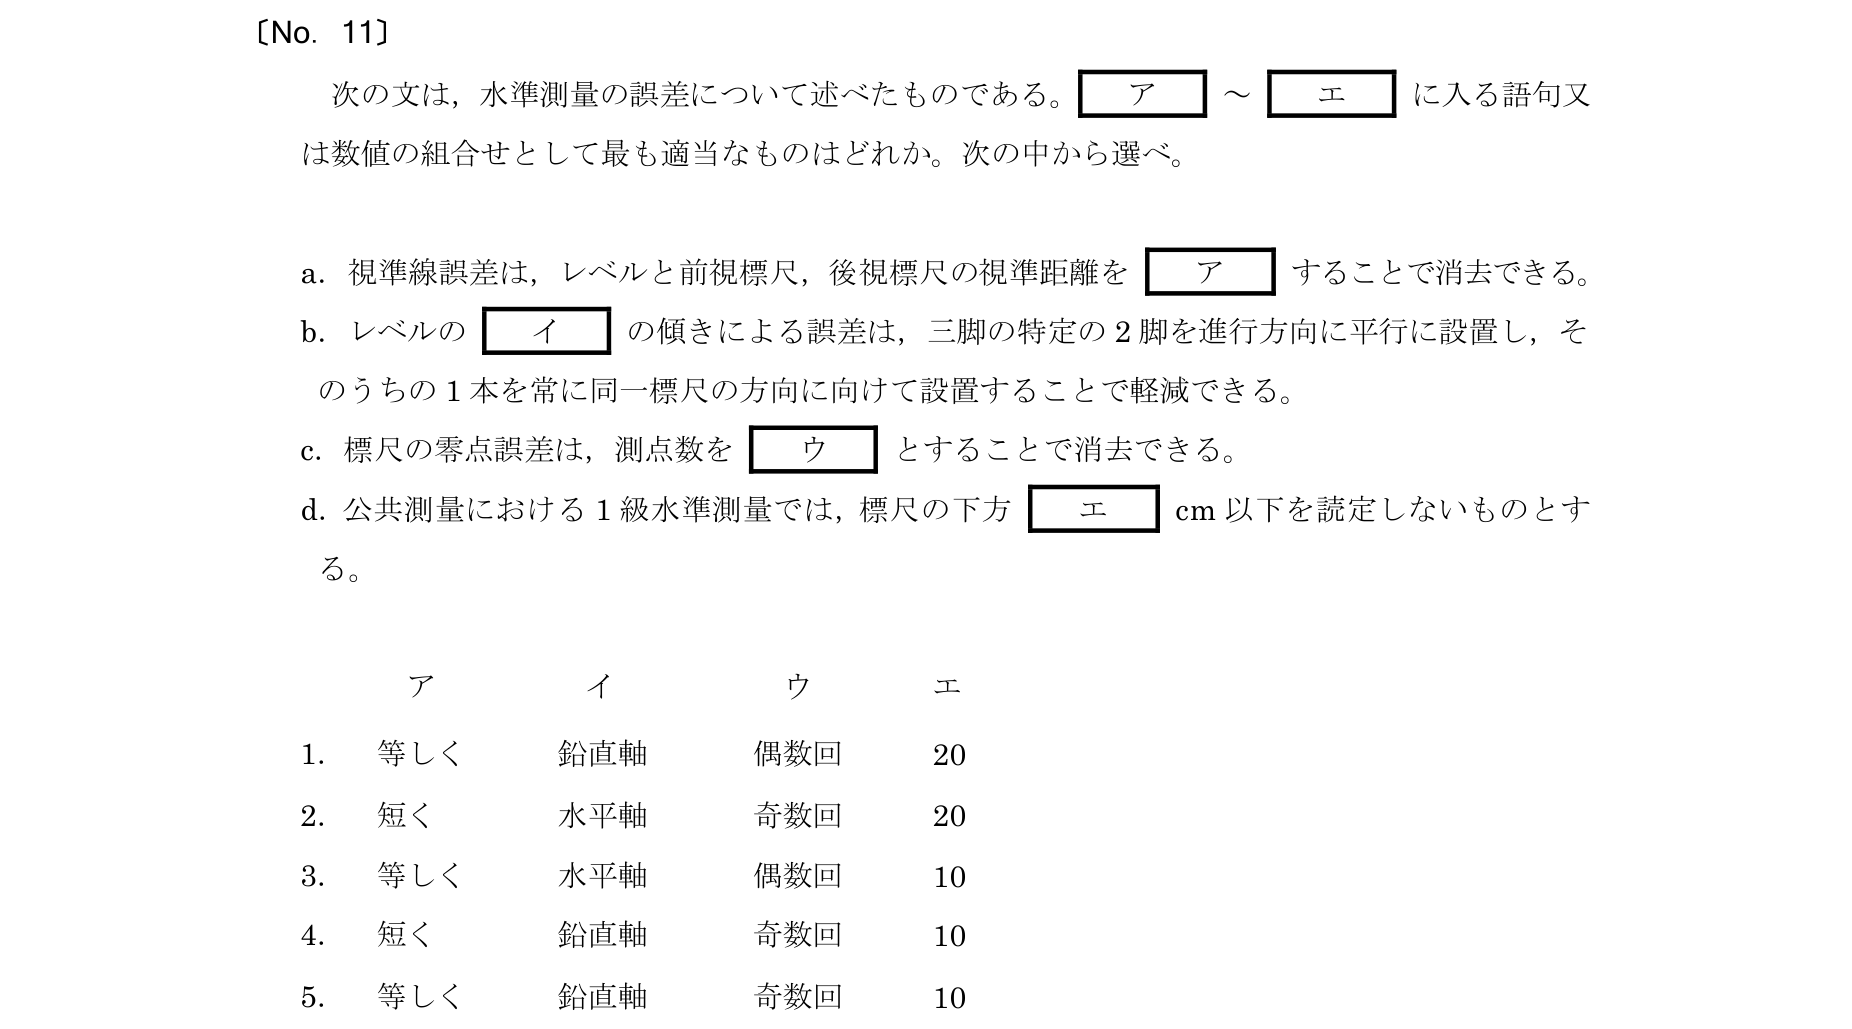 〔No. 11〕
次の文は，水準測量の誤差について述べたものである。 ア ～ エ に入る語句又
は数値の組合せとして最も適当なものはどれか。次の中から選べ。
a. 視準線誤差は，レベルと前視標尺，後視標尺の視準距離を ア することで消去できる。
b. レベルの イ の傾きによる誤差は，三脚の特定の 2 脚を進行方向に平行に設置し，そ
のうちの 1 本を常に同一標尺の方向に向けて設置することで軽減できる。
c. 標尺の零点誤差は，測点数を ウ とすることで消去できる。
d. 公共測量における 1 級水準測量では，標尺の下方 エ cm 以下を読定しないものとす
る。
ア イ ウ エ
1. 等しく 鉛直軸 偶数回 20
2. 短く 水平軸 奇数回 20
3. 等しく 水平軸 偶数回 10
4. 短く 鉛直軸 奇数回 10
5. 等しく 鉛直軸 奇数回 10